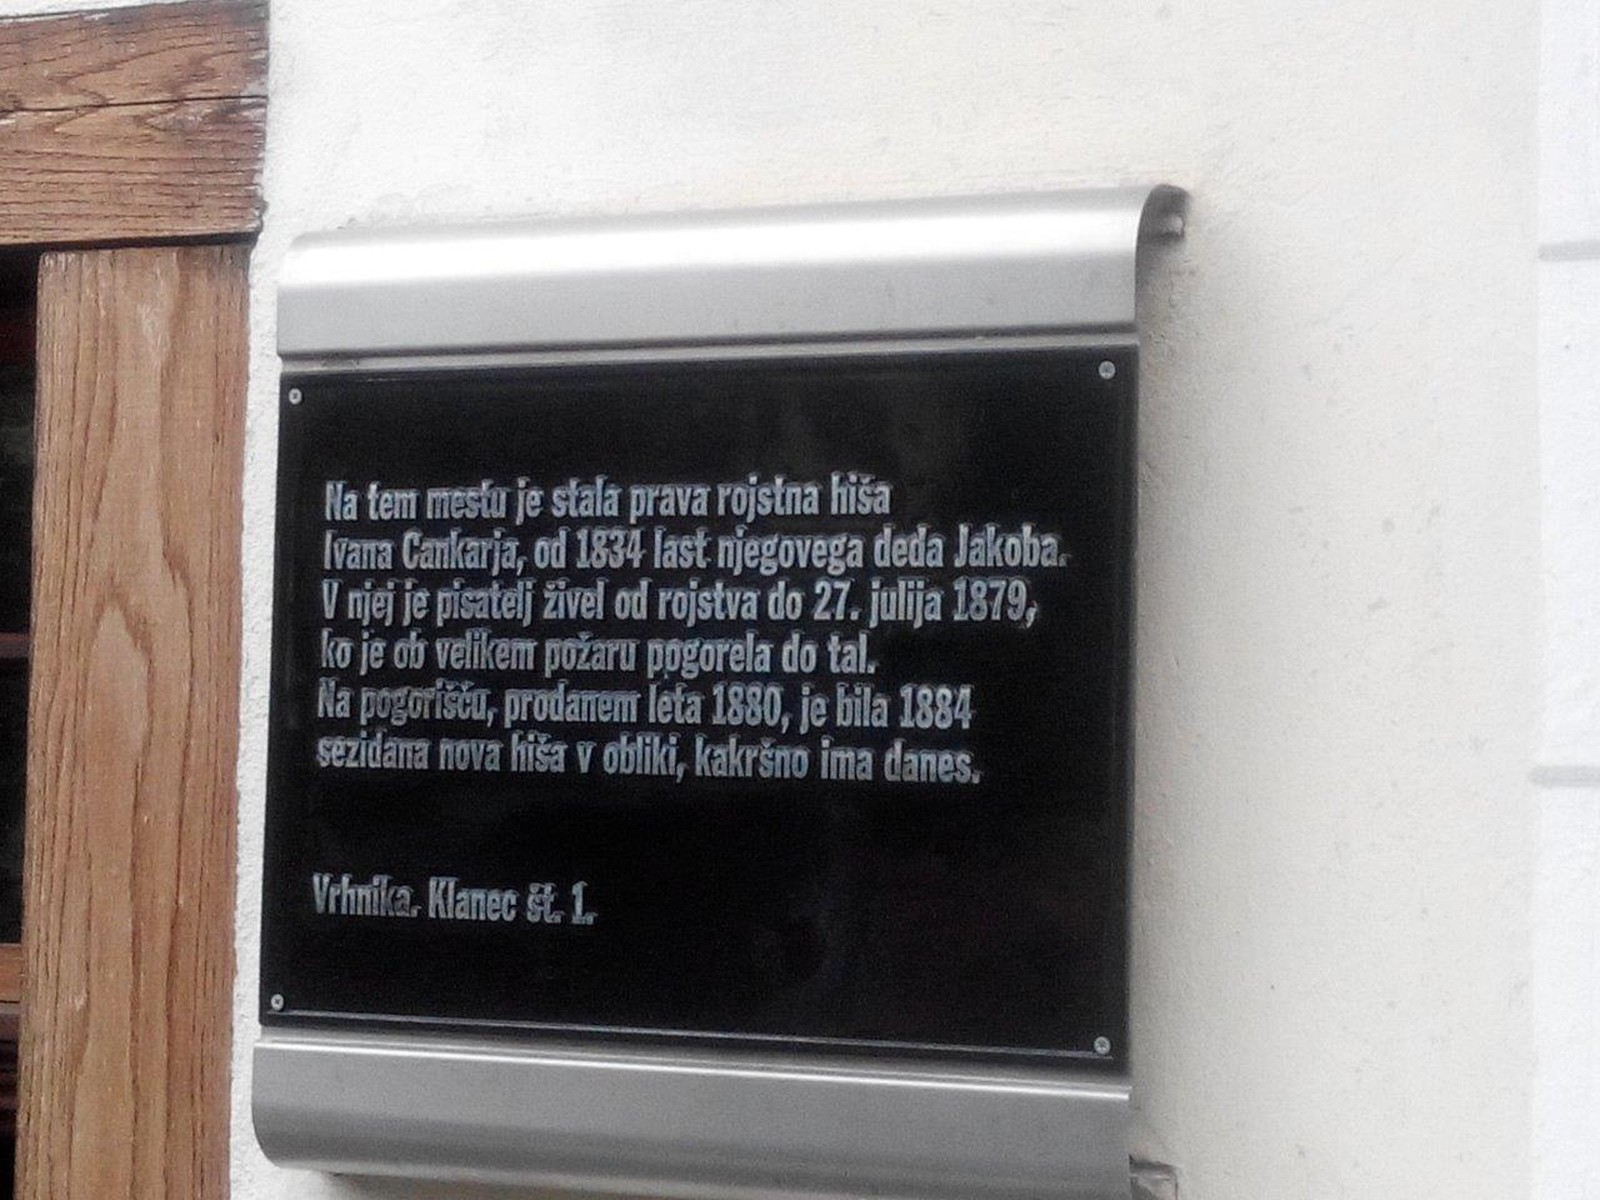 Na tem mestu je stala prava rojstna hiša
Ivana Cankarja, od 1834 last njegovega deda Jakoba.
V njej je pisatelj živel od rojstva do 27. julija 1879,
ko je ob velikem požaru pogorela do tal.
Na pogorišču, prodanem leta 1880, je bila 1884
sezidana nova hiša v obliki, kakršno ima danes.
Vrhnika. Klanec št. 1.